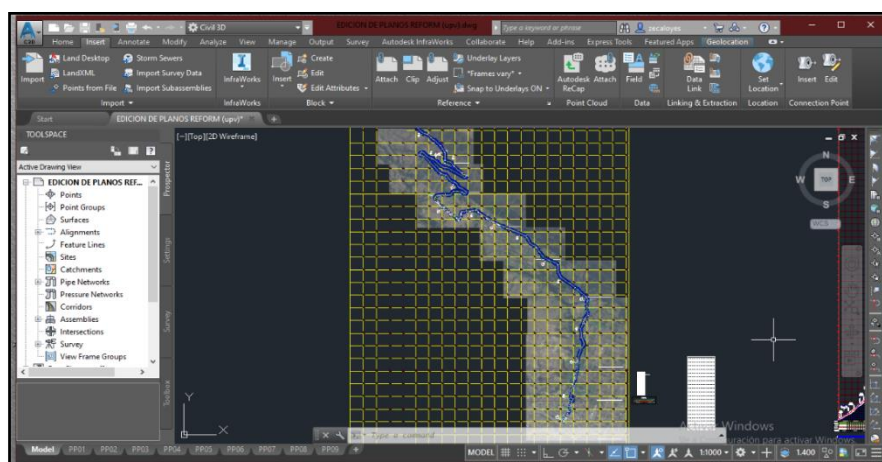 Civil 3D
EDICION DE PLANOS REFORM (upv).dwg
Type a keyword or phrase
zecaloyes
Home Insert Annotate Modify Analyze View Manage Output Survey Autodesk InfraWorks Collaborate Help Add-ins Express Tools Featured Apps Geolocation
Import
Land Desktop
LandXML
Points from File
Storm Sewers
Import Survey Data
Import Subassemblies
InfraWorks
Insert
Create
Edit
Edit Attributes
Attach
Clip
Adjust
Underlay Layers
*Frames vary*
Snap to Underlays ON
Autodesk
ReCap
Attach
Field
Data
Link
Set
Location
Insert
Edit
Import
InfraWorks
Block
Reference
Point Cloud
Data
Linking & Extraction
Location
Connection Point
Start
EDICION DE PLANOS REFORM (upv)*
TOOLSPACE
Active Drawing View
EDICION DE PLANOS REF...
Points
Point Groups
Surfaces
Alignments
Feature Lines
Sites
Catchments
Pipe Networks
Pressure Networks
Corridors
Assemblies
Intersections
Survey
View Frame Groups
Prospector
Settings
Survey
Toolbox
[–][Top][2D Wireframe]
N
W
TOP
E
S
WCS
Y
X
Type a command
Activar Windows
Model PP01 PP02 PP03 PP04 PP05 PP06 PP07 PP08 PP09 +
MODEL
1:1000
1.400